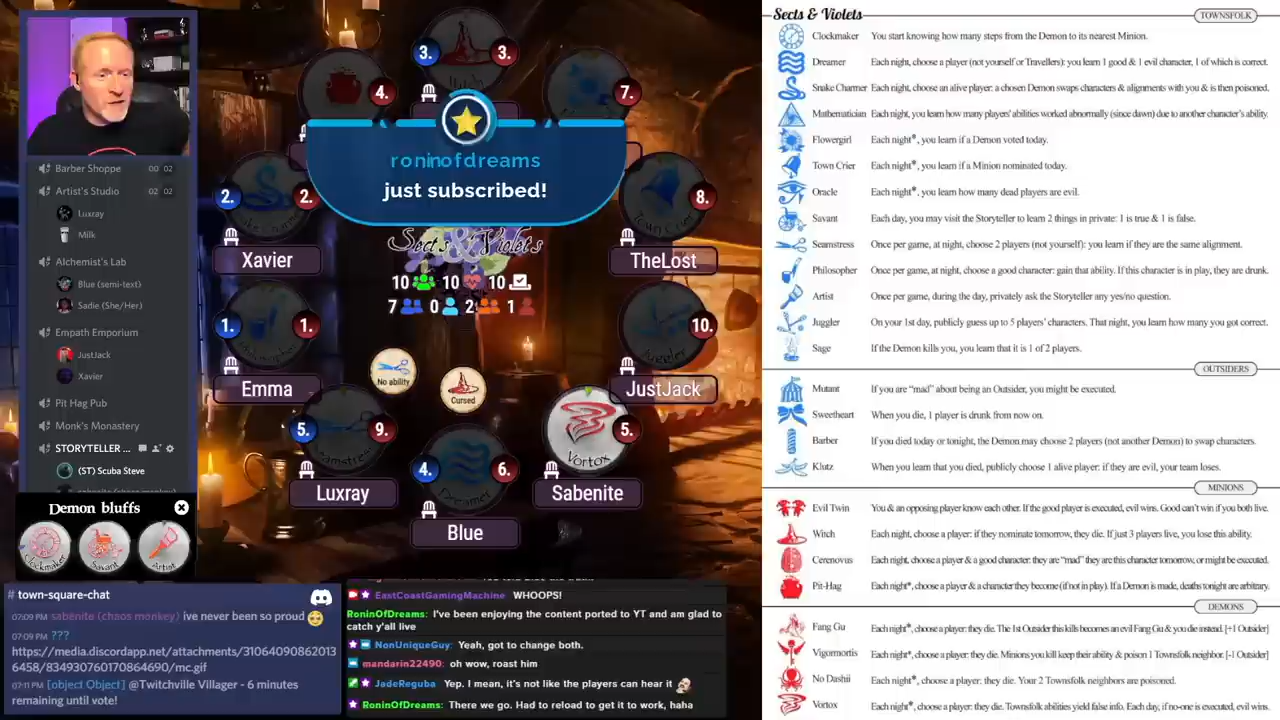 Barber Shoppe 00 02
Artist's Studio 02 02
Luxray
Milk
Alchemist's Lab
Blue (semi-text)
Sadie (She/Her)
Empath Emporium
JustJack
Xavier
Pit Hag Pub
Monk's Monastery
STORYTELLER ...
(ST) Scuba Steve
Demon bluffs
Clockmaker
Savant
Artist
# town-square-chat
07:09 PM sabenite (chaos monkey) ive never been so proud
07:09 PM ???
https://media.discordapp.net/attachments/310640908620136458/834930760170864690/mc.gif
07:11 PM [object Object] @Twitchville Villager - 6 minutes
remaining until vote!
roninofdreams
just subscribed!
4.
3. 3.
7.
2. 2.
Xavier
8.
Town Crier
TheLost
1. 1.
Emma
10.
Juggler
JustJack
Sects & Violets
10 10 10
7 0 2 1
No ability
Cursed
5. 9.
Seamstress
Luxray
4. 6.
Dreamer
Blue
Vortox
5.
Sabenite
EastCoastGamingMachine WHOOPS!
RoninOfDreams: I've been enjoying the content ported to YT and am glad to
catch y'all live
NonUniqueGuy: Yeah, got to change both.
mandarin22490: oh wow, roast him
JadeReguba: Yep. I mean, it's not like the players can hear it
RoninOfDreams: There we go. Had to reload to get it to work, haha
Sects & Violets
TOWNSFOLK
Clockmaker You start knowing how many steps from the Demon to its nearest Minion.
Dreamer Each night, choose a player (not yourself or Travellers): you learn 1 good & 1 evil character, 1 of which is correct.
Snake Charmer Each night, choose an alive player: a chosen Demon swaps characters & alignments with you & is then poisoned.
Mathematician Each night, you learn how many players' abilities worked abnormally (since dawn) due to another character's ability.
Flowergirl Each night*, you learn if a Demon voted today.
Town Crier Each night*, you learn if a Minion nominated today.
Oracle Each night*, you learn how many dead players are evil.
Savant Each day, you may visit the Storyteller to learn 2 things in private: 1 is true & 1 is false.
Seamstress Once per game, at night, choose 2 players (not yourself): you learn if they are the same alignment.
Philosopher Once per game, at night, choose a good character: gain that ability. If this character is in play, they are drunk.
Artist Once per game, during the day, privately ask the Storyteller any yes/no question.
Juggler On your 1st day, publicly guess up to 5 players' characters. That night, you learn how many you got correct.
Sage If the Demon kills you, you learn that it is 1 of 2 players.
OUTSIDERS
Mutant If you are "mad" about being an Outsider, you might be executed.
Sweetheart When you die, 1 player is drunk from now on.
Barber If you died today or tonight, the Demon may choose 2 players (not another Demon) to swap characters.
Klutz When you learn that you died, publicly choose 1 alive player: if they are evil, your team loses.
MINIONS
Evil Twin You & an opposing player know each other. If the good player is executed, evil wins. Good can't win if you both live.
Witch Each night, choose a player: if they nominate tomorrow, they die. If just 3 players live, you lose this ability.
Cerenovus Each night, choose a player & a good character: they are "mad" they are this character tomorrow, or might be executed.
Pit-Hag Each night*, choose a player & a character they become (if not in play). If a Demon is made, deaths tonight are arbitrary.
DEMONS
Fang Gu Each night*, choose a player: they die. The 1st Outsider this kills becomes an evil Fang Gu & you die instead. [+1 Outsider]
Vigormortis Each night*, choose a player: they die. Minions you kill keep their ability & poison 1 Townsfolk neighbor. [-1 Outsider]
No Dashii Each night*, choose a player: they die. Your 2 Townsfolk neighbors are poisoned.
Vortox Each night*, choose a player: they die. Townsfolk abilities yield false info. Each day, if no-one is executed, evil wins.